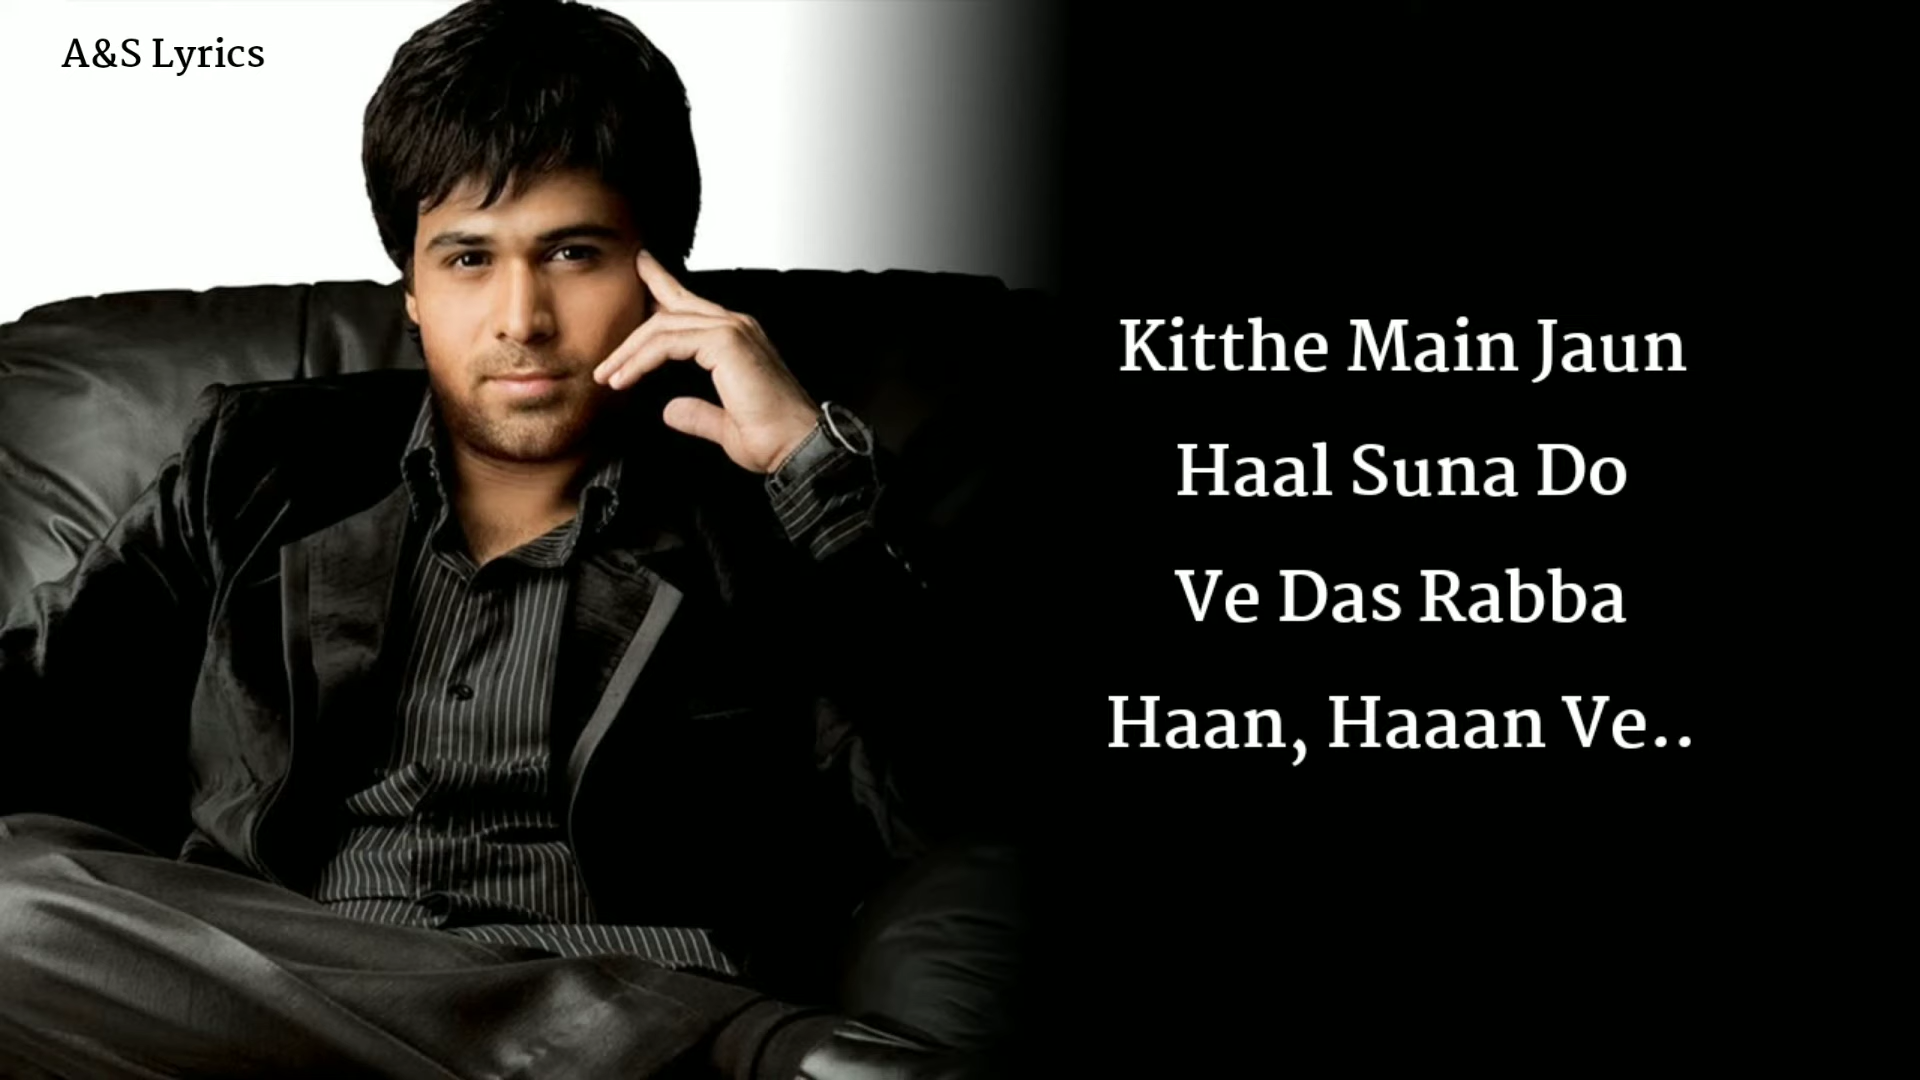 A&S Lyrics
Kitthe Main Jaun
Haal Suna Do
Ve Das Rabba
Haan, Haaan Ve..